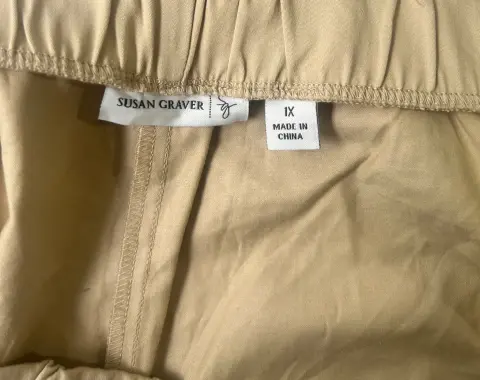 SUSAN GRAVER
1X
MADE IN
CHINA